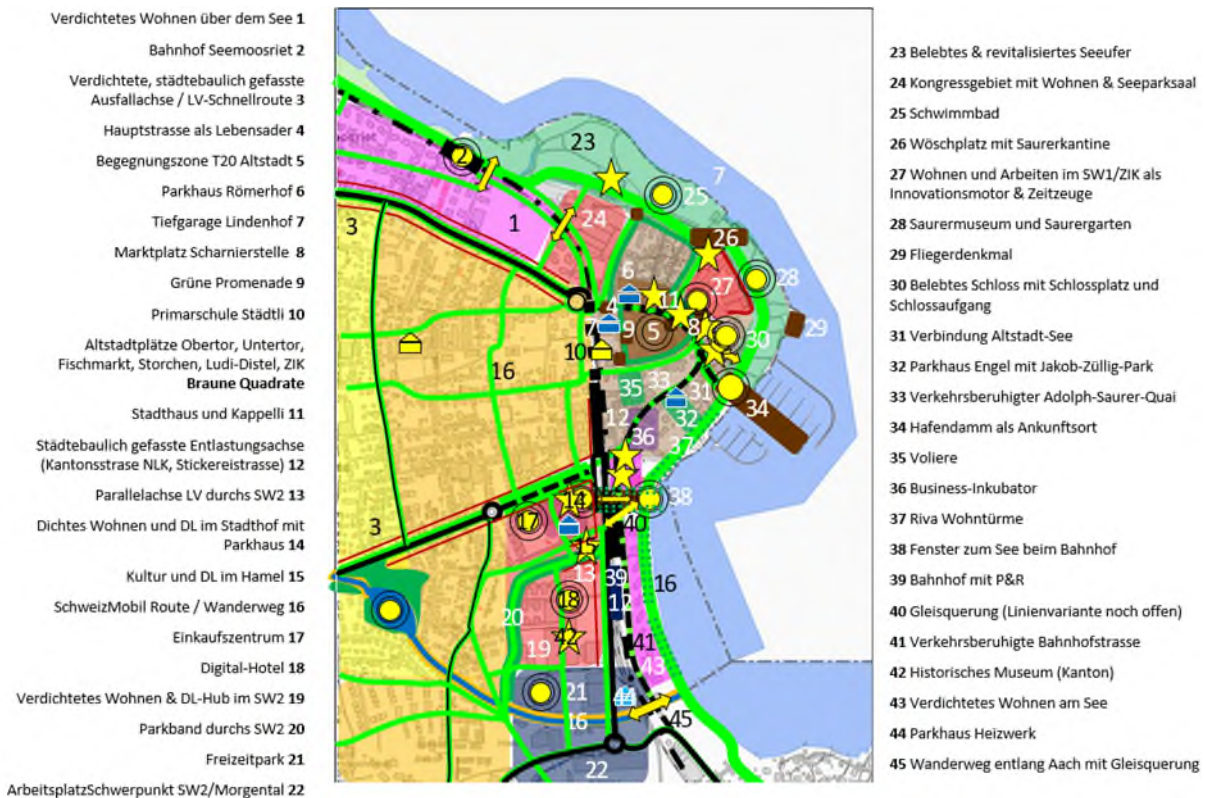 Verdichtetes Wohnen über dem See 1
Bahnhof Seemoosriet 2
Verdichtete, städtebaulich gefasste
Ausfallachse / LV-Schnellroute 3
Hauptstrasse als Lebensader 4
Begegnungszone T20 Altstadt 5
Parkhaus Römerhof 6
Tiefgarage Lindenhof 7
Marktplatz Scharnierstelle 8
Grüne Promenade 9
Primarschule Städtli 10
Altstadtplätze Obertor, Untertor,
Fischmarkt, Storchen, Ludi-Distel, ZIK
Braune Quadrate
Stadthaus und Kappelli 11
Städtebaulich gefasste Entlastungsachse
(Kantonsstrase NLK, Stickereistrasse) 12
Parallelachse LV durchs SW2 13
Dichtes Wohnen und DL im Stadthof mit
Parkhaus 14
Kultur und DL im Hamel 15
SchweizMobil Route / Wanderweg 16
Einkaufszentrum 17
Digital-Hotel 18
Verdichtetes Wohnen & DL-Hub im SW2 19
Parkband durchs SW2 20
Freizeitpark 21
ArbeitsplatzSchwerpunkt SW2/Morgental 22
23
7
2
25
1
24
3
26
6
27
28
4
11
7
9
5
8
30
29
10
16
33
31
35
34
12
32
36
37
14
38
17
3
40
15
13
39
16
18
12
20
42
19
41
43
21
44
16
45
22
23 Belebtes & revitalisiertes Seeufer
24 Kongressgebiet mit Wohnen & Seeparksaal
25 Schwimmbad
26 Wöschplatz mit Saurerkantine
27 Wohnen und Arbeiten im SW1/ZIK als
Innovationsmotor & Zeitzeuge
28 Saurermuseum und Saurergarten
29 Fliegerdenkmal
30 Belebtes Schloss mit Schlossplatz und
Schlossaufgang
31 Verbindung Altstadt-See
32 Parkhaus Engel mit Jakob-Züllig-Park
33 Verkehrsberuhigter Adolph-Saurer-Quai
34 Hafendamm als Ankunftsort
35 Voliere
36 Business-Inkubator
37 Riva Wohntürme
38 Fenster zum See beim Bahnhof
39 Bahnhof mit P&R
40 Gleisquerung (Linienvariante noch offen)
41 Verkehrsberuhigte Bahnhofstrasse
42 Historisches Museum (Kanton)
43 Verdichtetes Wohnen am See
44 Parkhaus Heizwerk
45 Wanderweg entlang Aach mit Gleisquerung